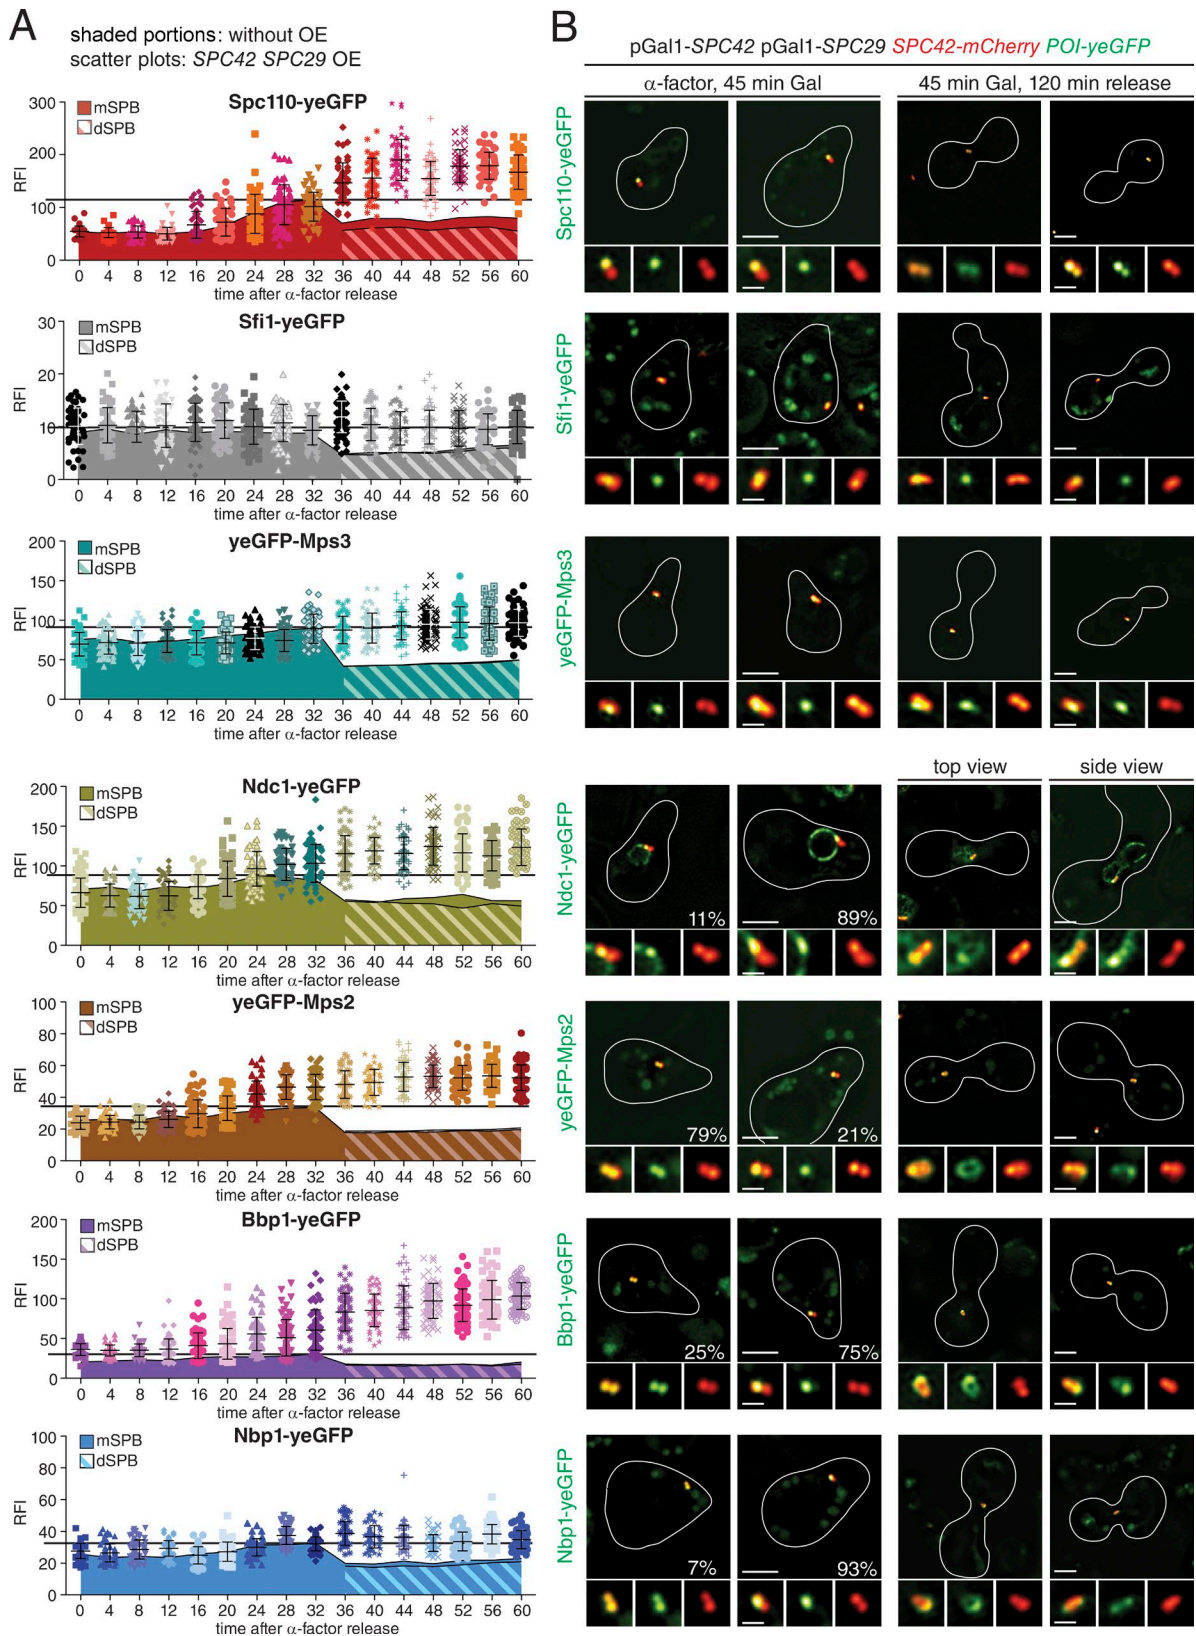 A
shaded portions: without OE
scatter plots: SPC42 SPC29 OE
Spc110-yeGFP
mSPB
dSPB
RFI
300
200
100
0
0 4 8 12 16 20 24 28 32 36 40 44 48 52 56 60
time after α-factor release
Sfi1-yeGFP
mSPB
dSPB
RFI
30
20
10
0
0 4 8 12 16 20 24 28 32 36 40 44 48 52 56 60
time after α-factor release
yeGFP-Mps3
mSPB
dSPB
RFI
200
150
100
50
0
0 4 8 12 16 20 24 28 32 36 40 44 48 52 56 60
time after α-factor release
Ndc1-yeGFP
mSPB
dSPB
RFI
200
150
100
50
0
0 4 8 12 16 20 24 28 32 36 40 44 48 52 56 60
time after α-factor release
yeGFP-Mps2
mSPB
dSPB
RFI
100
80
60
40
20
0
0 4 8 12 16 20 24 28 32 36 40 44 48 52 56 60
time after α-factor release
Bbp1-yeGFP
mSPB
dSPB
RFI
200
150
100
50
0
0 4 8 12 16 20 24 28 32 36 40 44 48 52 56 60
time after α-factor release
Nbp1-yeGFP
mSPB
dSPB
RFI
100
80
60
40
20
0
0 4 8 12 16 20 24 28 32 36 40 44 48 52 56 60
time after α-factor release
B
pGal1-SPC42 pGal1-SPC29 SPC42-mCherry POI-yeGFP
α-factor, 45 min Gal
45 min Gal, 120 min release
Spc110-yeGFP
Sfi1-yeGFP
yeGFP-Mps3
top view
side view
Ndc1-yeGFP
11%
89%
yeGFP-Mps2
79%
21%
Bbp1-yeGFP
25%
75%
Nbp1-yeGFP
7%
93%